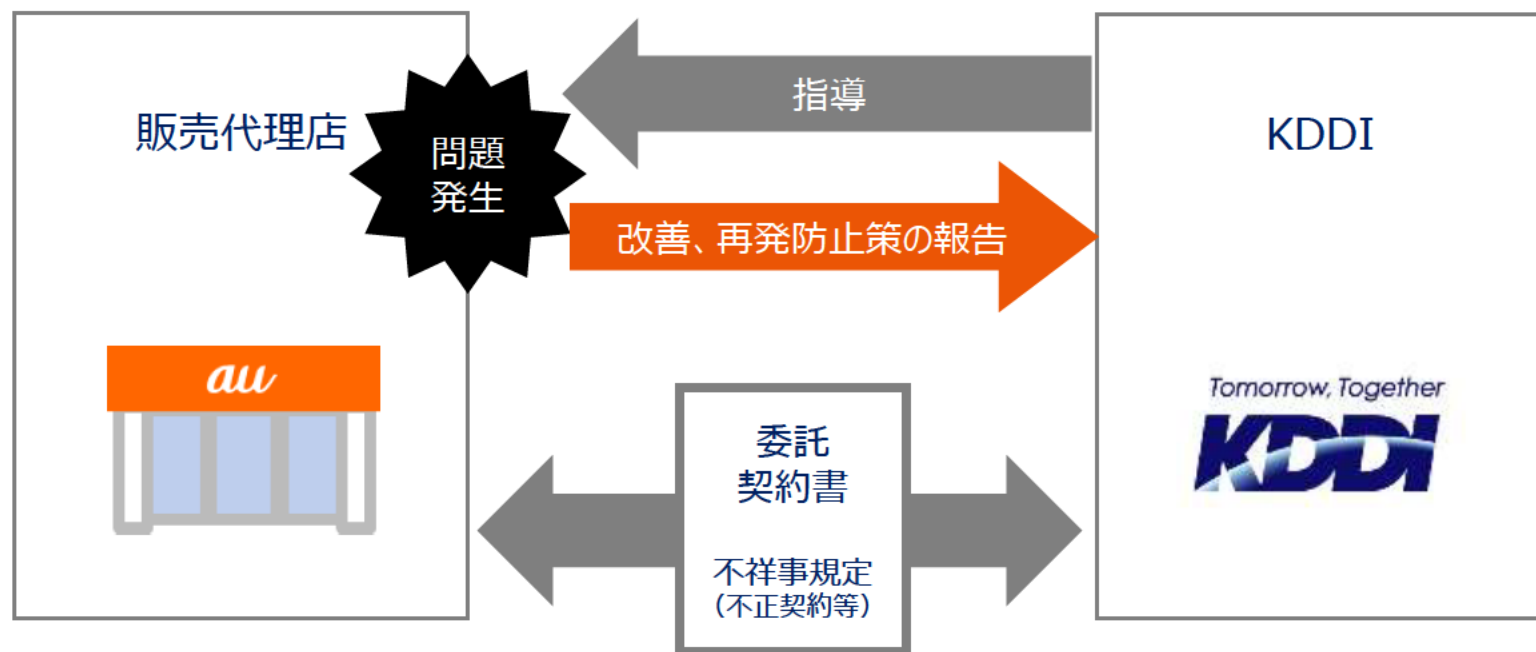 販売代理店
問題
発生
指導
改善、再発防止策の報告
KDDI
au
委託
契約書
不祥事規定
(不正契約等)
Tomorrow, Together
KDDI